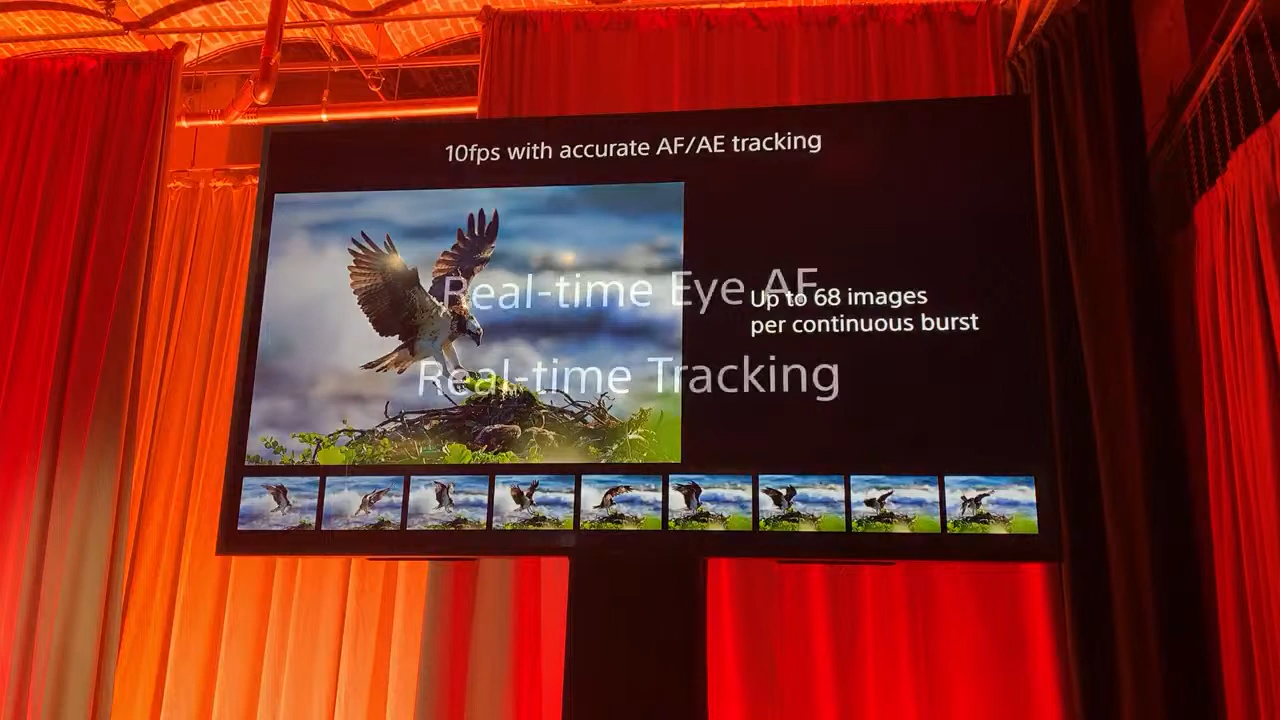 10fps with accurate AF/AE tracking
Real-time Eye AF
Up to 68 images
per continuous burst
Real-time Tracking